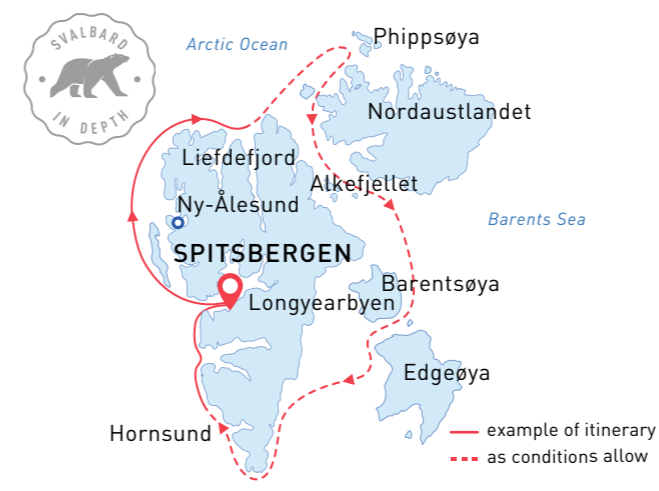 SVALBARD
IN DEPTH
Arctic Ocean
Phippsøya
Nordaustlandet
Liefdefjord
Alkefjellet
Ny-Ålesund
Barents Sea
SPITSBERGEN
Barentsøya
Longyearbyen
Edgeøya
Hornsund
example of itinerary
as conditions allow